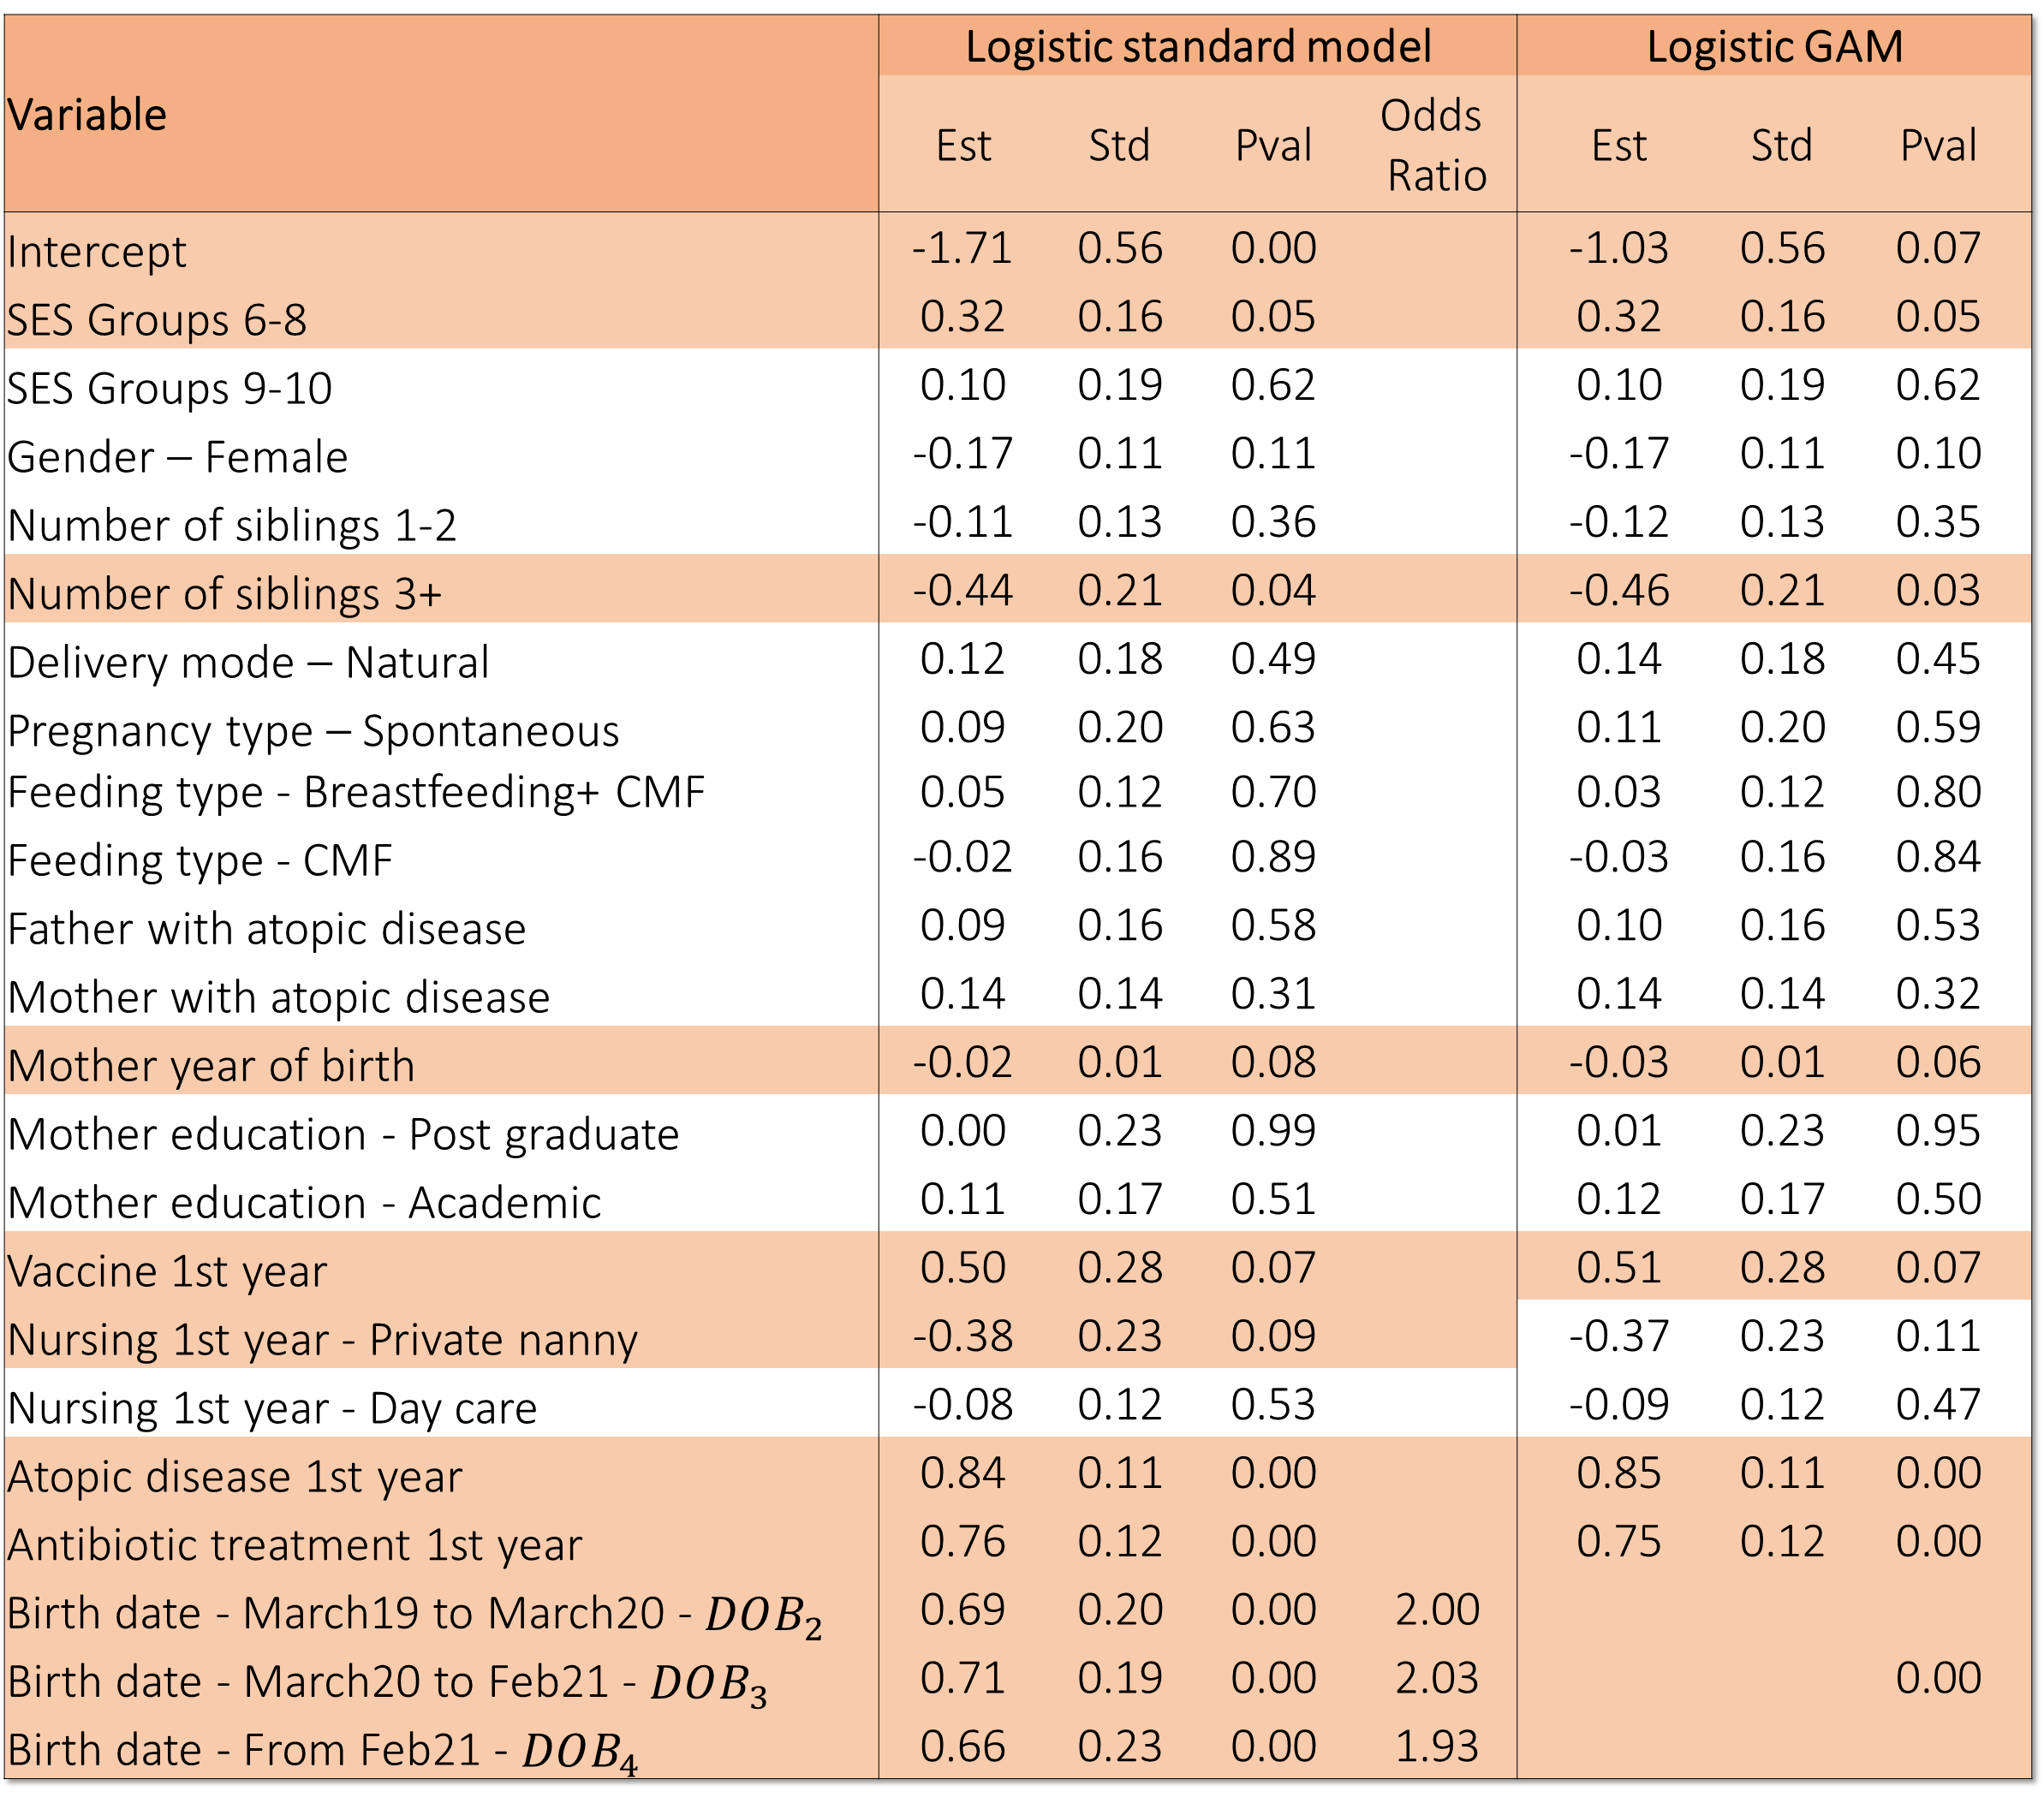 Logistic standard model Logistic GAM
Variable Est Std Pval Odds Ratio Est Std Pval
Intercept -1.71 0.56 0.00 -1.03 0.56 0.07
SES Groups 6-8 0.32 0.16 0.05 0.32 0.16 0.05
SES Groups 9-10 0.10 0.19 0.62 0.10 0.19 0.62
Gender – Female -0.17 0.11 0.11 -0.17 0.11 0.10
Number of siblings 1-2 -0.11 0.13 0.36 -0.12 0.13 0.35
Number of siblings 3+ -0.44 0.21 0.04 -0.46 0.21 0.03
Delivery mode – Natural 0.12 0.18 0.49 0.14 0.18 0.45
Pregnancy type – Spontaneous 0.09 0.20 0.63 0.11 0.20 0.59
Feeding type - Breastfeeding+ CMF 0.05 0.12 0.70 0.03 0.12 0.80
Feeding type - CMF -0.02 0.16 0.89 -0.03 0.16 0.84
Father with atopic disease 0.09 0.16 0.58 0.10 0.16 0.53
Mother with atopic disease 0.14 0.14 0.31 0.14 0.14 0.32
Mother year of birth -0.02 0.01 0.08 -0.03 0.01 0.06
Mother education - Post graduate 0.00 0.23 0.99 0.01 0.23 0.95
Mother education - Academic 0.11 0.17 0.51 0.12 0.17 0.50
Vaccine 1st year 0.50 0.28 0.07 0.51 0.28 0.07
Nursing 1st year - Private nanny -0.38 0.23 0.09 -0.37 0.23 0.11
Nursing 1st year - Day care -0.08 0.12 0.53 -0.09 0.12 0.47
Atopic disease 1st year 0.84 0.11 0.00 0.85 0.11 0.00
Antibiotic treatment 1st year 0.76 0.12 0.00 0.75 0.12 0.00
Birth date - March19 to March20 - DOB₂ 0.69 0.20 0.00 2.00
Birth date - March20 to Feb21 - DOB₃ 0.71 0.19 0.00 2.03 0.00
Birth date - From Feb21 - DOB₄ 0.66 0.23 0.00 1.93